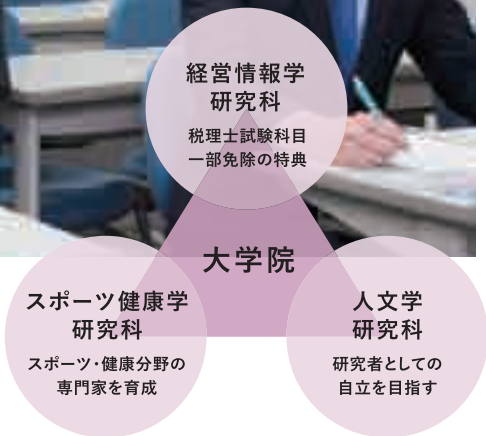 経営情報学
研究科
税理士試験科目
一部免除の特典
大学院
スポーツ健康学
研究科
スポーツ・健康分野の
専門家を育成
人文学
研究科
研究者としての
自立を目指す